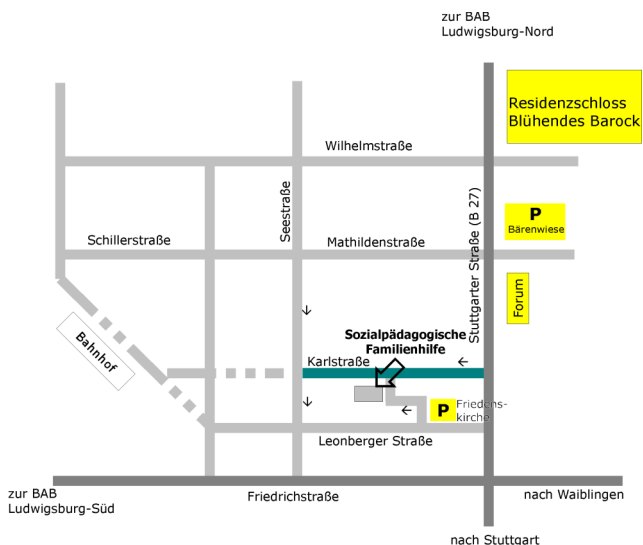 zur BAB
Ludwigsburg-Nord
Residenzschloss
Blühendes Barock
Wilhelmstraße
Seestraße
Stuttgarter Straße (B 27)
P
Bärenwiese
Schillerstraße
Mathildenstraße
Forum
Bahnhof
Sozialpädagogische
Familienhilfe
Karlstraße
P
Friedens-
kirche
Leonberger Straße
zur BAB
Ludwigsburg-Süd
Friedrichstraße
nach Waiblingen
nach Stuttgart